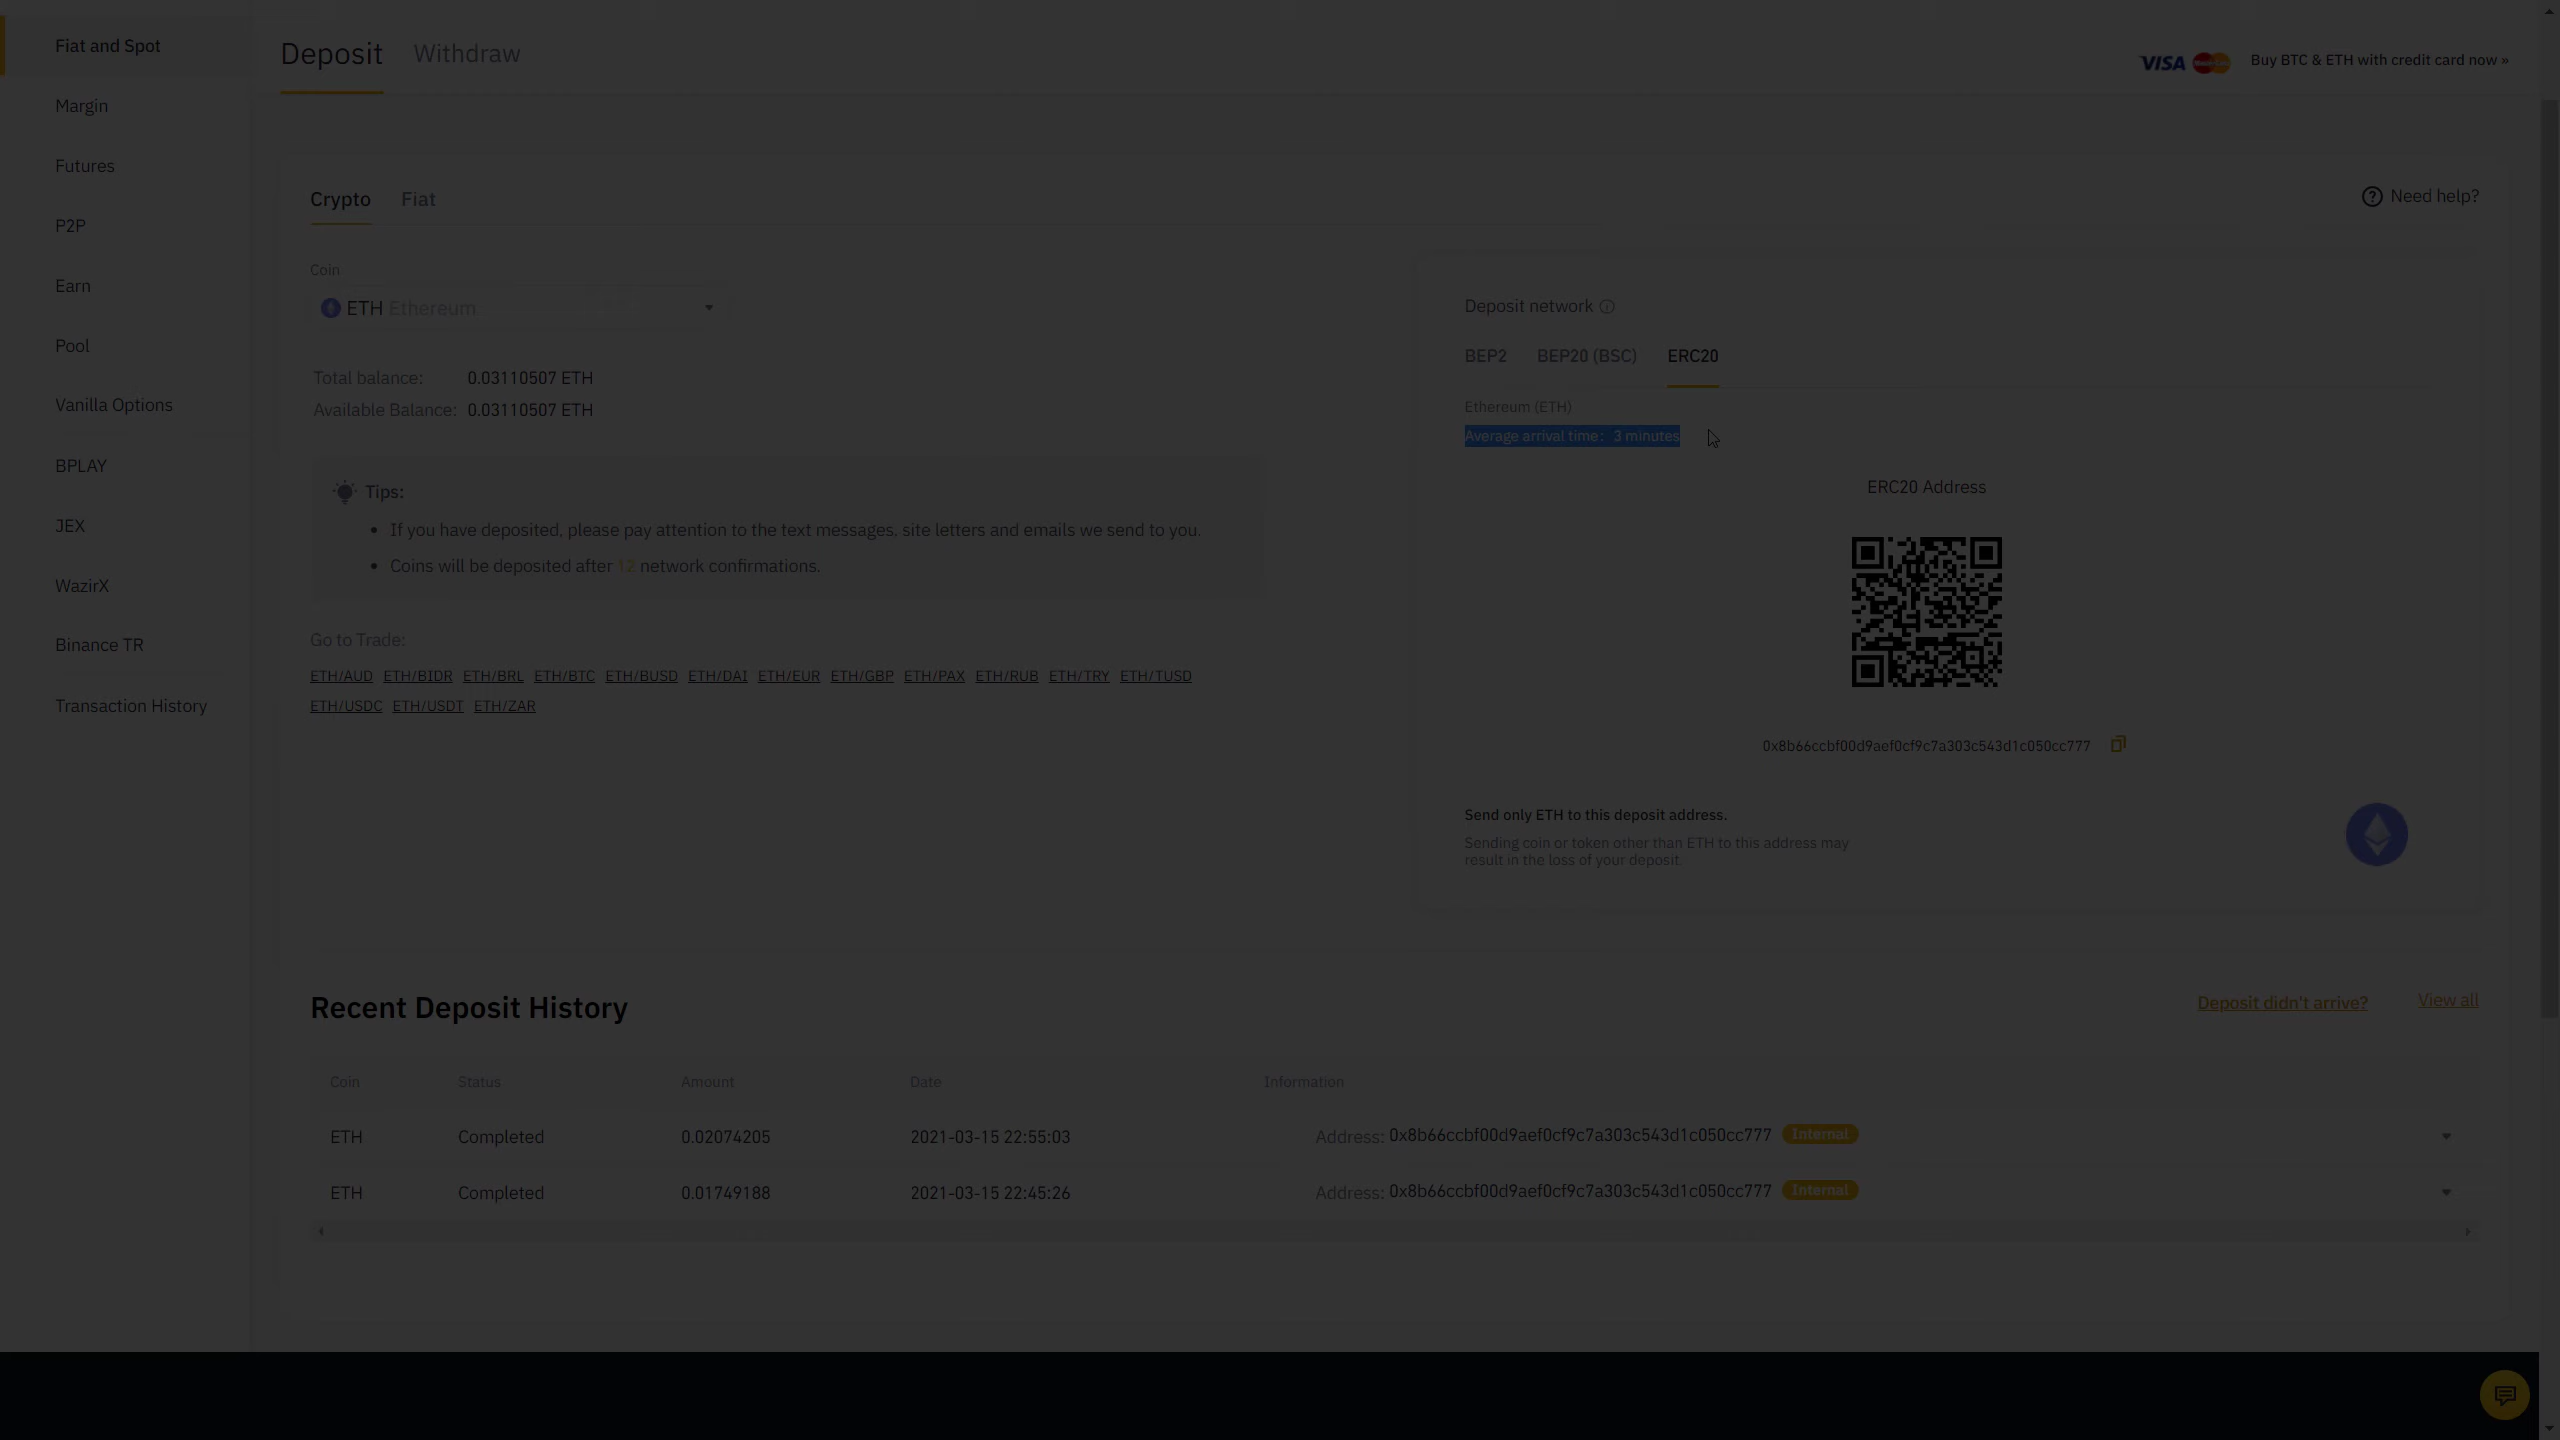 Fiat and Spot
Margin
Futures
P2P
Earn
Pool
Vanilla Options
BPLAY
JEX
WazirX
Binance TR
Transaction History
Deposit Withdraw
VISA Buy BTC & ETH with credit card now »
Crypto Fiat
Need help?
Coin
ETH Ethereum
Total balance: 0.03110507 ETH
Available Balance: 0.03110507 ETH
Tips:
• If you have deposited, please pay attention to the text messages, site letters and emails we send to you.
• Coins will be deposited after 12 network confirmations.
Go to Trade:
ETH/AUD ETH/BIDR ETH/BRL ETH/BTC ETH/BUSD ETH/DAI ETH/EUR ETH/GBP ETH/PAX ETH/RUB ETH/TRY ETH/TUSD
ETH/USDC ETH/USDT ETH/ZAR
Deposit network
BEP2 BEP20 (BSC) ERC20
Ethereum (ETH)
Average arrival time: 3 minutes
ERC20 Address
0x8b66ccbf00d9aef0cf9c7a303c543d1c050cc777
Send only ETH to this deposit address.
Sending coin or token other than ETH to this address may
result in the loss of your deposit.
Recent Deposit History
Deposit didn't arrive? View all
Coin Status Amount Date Information
ETH Completed 0.02074205 2021-03-15 22:55:03 Address: 0x8b66ccbf00d9aef0cf9c7a303c543d1c050cc777 Internal
ETH Completed 0.01749188 2021-03-15 22:45:26 Address: 0x8b66ccbf00d9aef0cf9c7a303c543d1c050cc777 Internal